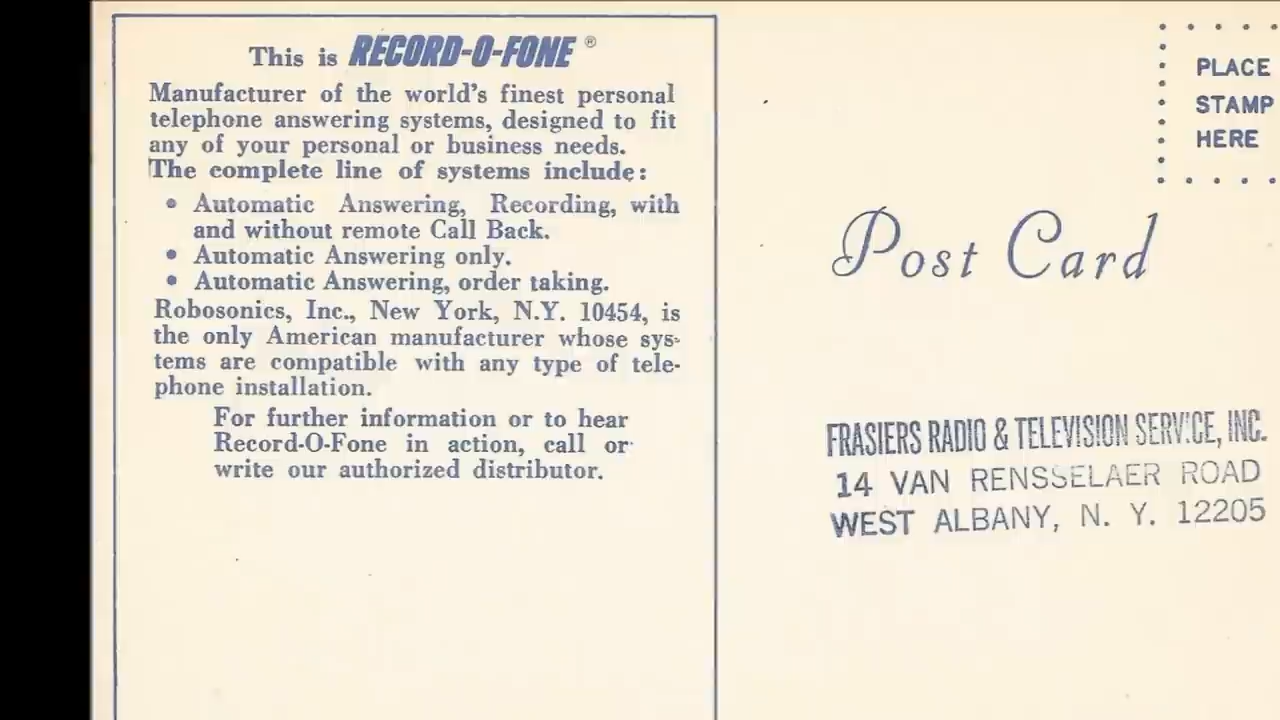 This is RECORD-O-FONE ®
Manufacturer of the world's finest personal
telephone answering systems, designed to fit
any of your personal or business needs.
The complete line of systems include:
• Automatic Answering, Recording, with
and without remote Call Back.
• Automatic Answering only.
• Automatic Answering, order taking.
Robosonics, Inc., New York, N.Y. 10454, is
the only American manufacturer whose sys-
tems are compatible with any type of tele-
phone installation.
For further information or to hear
Record-O-Fone in action, call or
write our authorized distributor.
PLACE
STAMP
HERE
Post Card
FRASIERS RADIO & TELEVISION SERVICE, INC.
14 VAN RENSSELAER ROAD
WEST ALBANY, N. Y. 12205